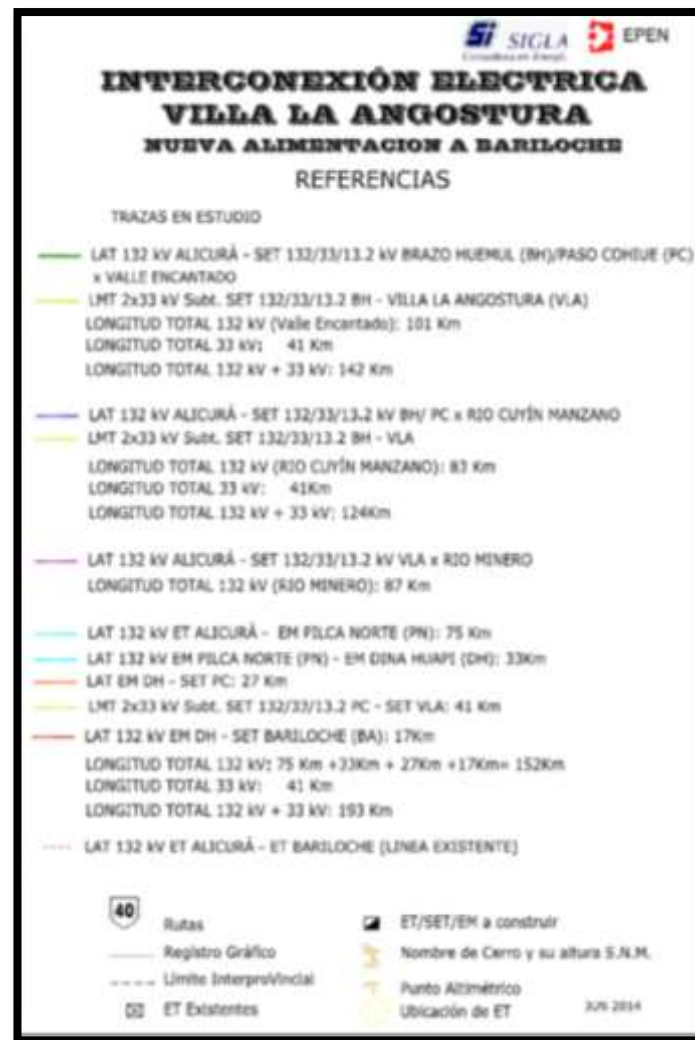 Si SIGLA EPEN
INTERCONEXIÓN ELECTRICA
VILLA LA ANGOSTURA
NUEVA ALIMENTACION A BARILOCHE
REFERENCIAS
TRAZAS EN ESTUDIO
LAT 132 kV ALICURÁ - SET 132/33/13.2 kV BRAZO HUEMUL (BH)/PASO COHIUE (PC)
x VALLE ENCANTADO
LMT 2x33 kV Subt. SET 132/33/13.2 BH - VILLA LA ANGOSTURA (VLA)
LONGITUD TOTAL 132 kV (Valle Encantado): 101 Km
LONGITUD TOTAL 33 kV: 41 Km
LONGITUD TOTAL 132 kV + 33 kV: 142 Km
LAT 132 kV ALICURÁ - SET 132/33/13.2 kV BH/ PC x RIO CUYÍN MANZANO
LMT 2x33 kV Subt. SET 132/33/13.2 BH - VLA
LONGITUD TOTAL 132 kV (RIO CUYÍN MANZANO): 83 Km
LONGITUD TOTAL 33 kV: 41Km
LONGITUD TOTAL 132 kV + 33 kV: 124Km
LAT 132 kV ALICURÁ - SET 132/33/13.2 kV VLA x RIO MINERO
LONGITUD TOTAL 132 kV (RIO MINERO): 87 Km
LAT 132 kV ET ALICURÁ - EM PILCA NORTE (PN): 75 Km
LAT 132 kV EM PILCA NORTE (PN) - EM DINA HUAPI (DH): 33Km
LAT EM DH - SET PC: 27 Km
LMT 2x33 kV Subt. SET 132/33/13.2 PC - SET VLA: 41 Km
LAT 132 kV EM DH - SET BARILOCHE (BA): 17Km
LONGITUD TOTAL 132 kV: 75 Km +33Km + 27Km +17Km= 152Km
LONGITUD TOTAL 33 kV: 41 Km
LONGITUD TOTAL 132 kV + 33 kV: 193 Km
LAT 132 kV ET ALICURÁ - ET BARILOCHE (LINEA EXISTENTE)
40 Rutas
Registro Gráfico
Limite InterproVincial
ET Existentes
ET/SET/EM a construir
Nombre de Cerro y su altura S.N.M.
Punto Altimétrico
Ubicación de ET
JUN 2014